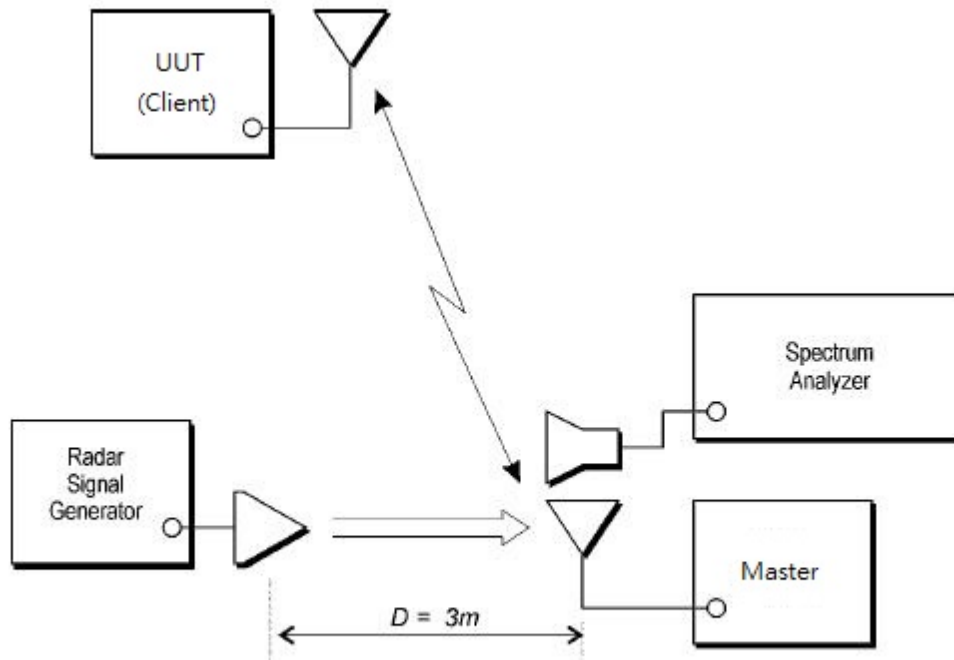 UUT
(Client)
Spectrum
Analyzer
Radar
Signal
Generator
Master
D = 3m